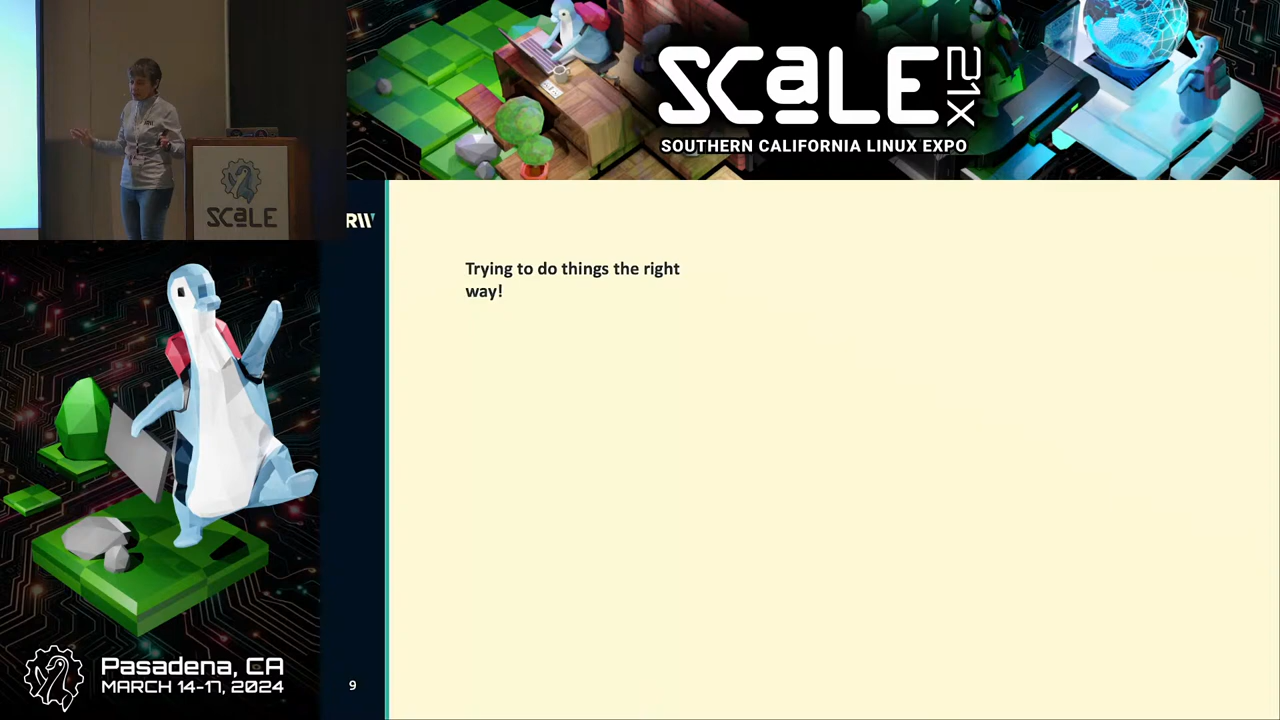 SCaLE 21X
SOUTHERN CALIFORNIA LINUX EXPO
SCaLE
RW
Trying to do things the right
way!
Pasadena, CA
MARCH 14-17, 2024
9